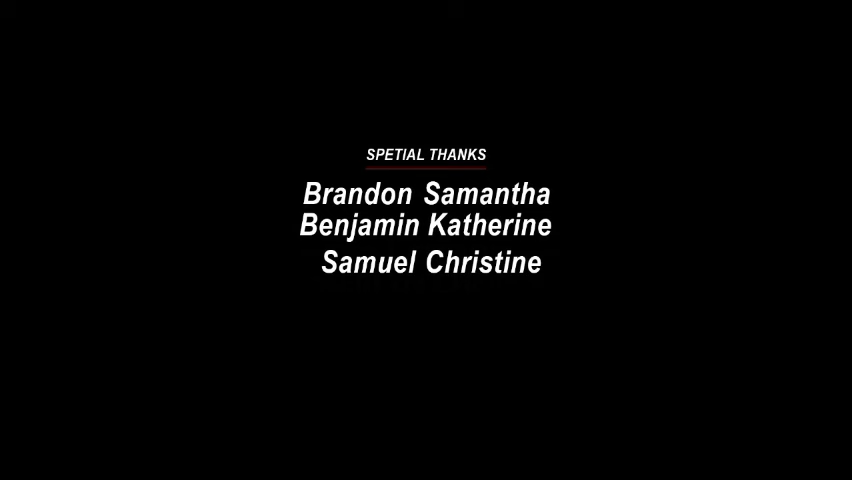 SPETIAL THANKS
Brandon Samantha
Benjamin Katherine
Samuel Christine